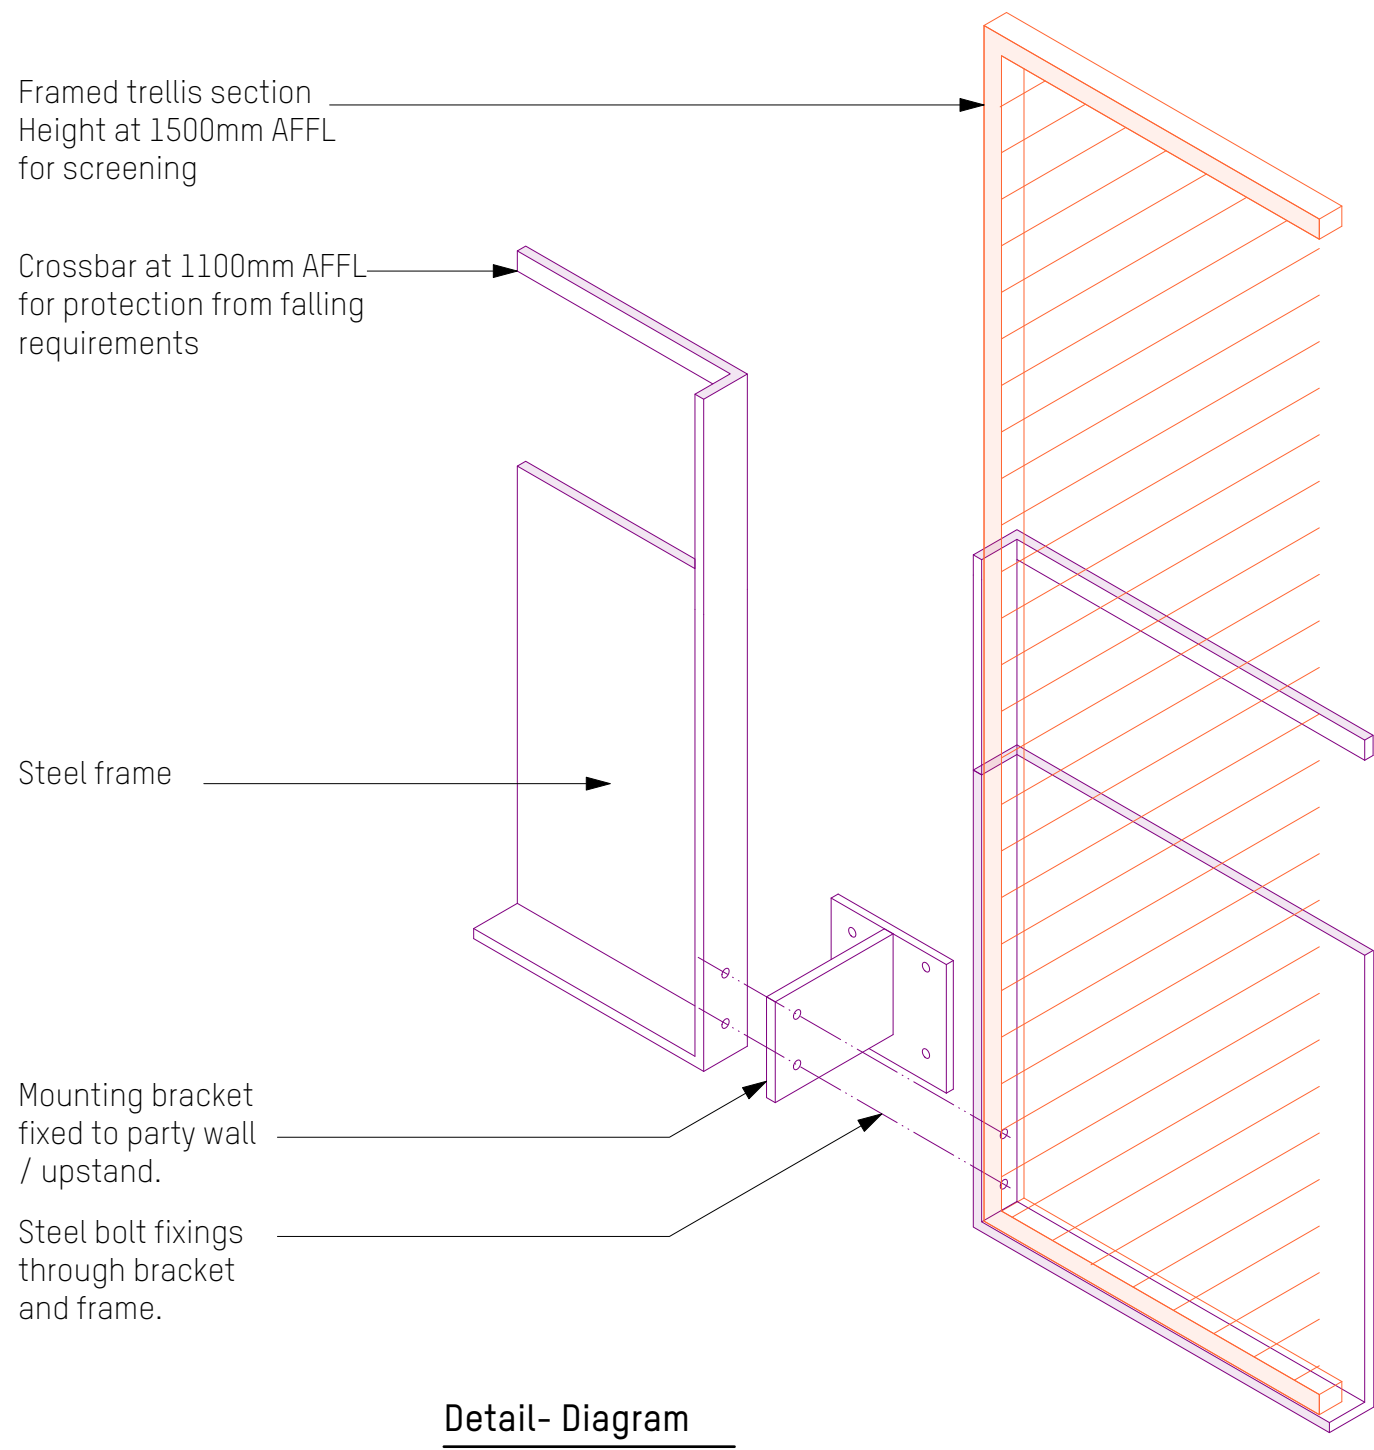 Framed trellis section
Height at 1500mm AFFL
for screening
Crossbar at 1100mm AFFL
for protection from falling
requirements
Steel frame
Mounting bracket
fixed to party wall
/ upstand.
Steel bolt fixings
through bracket
and frame.
Detail- Diagram